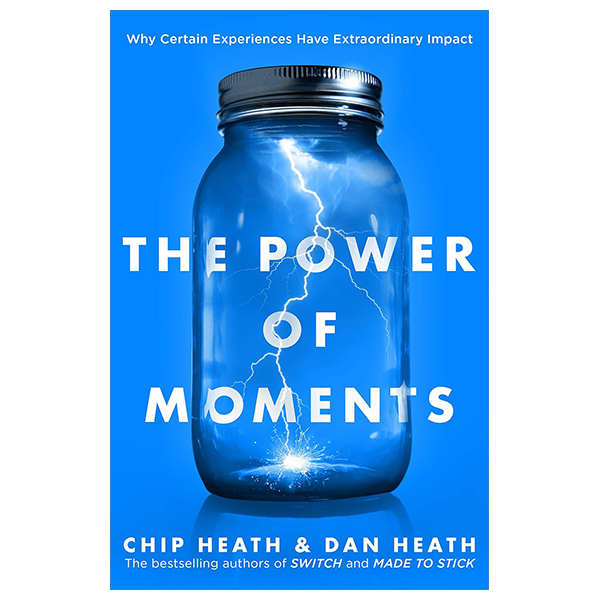 Why Certain Experiences Have Extraordinary Impact
THE POWER
OF
MOMENTS
CHIP HEATH & DAN HEATH
The bestselling authors of SWITCH and MADE TO STICK